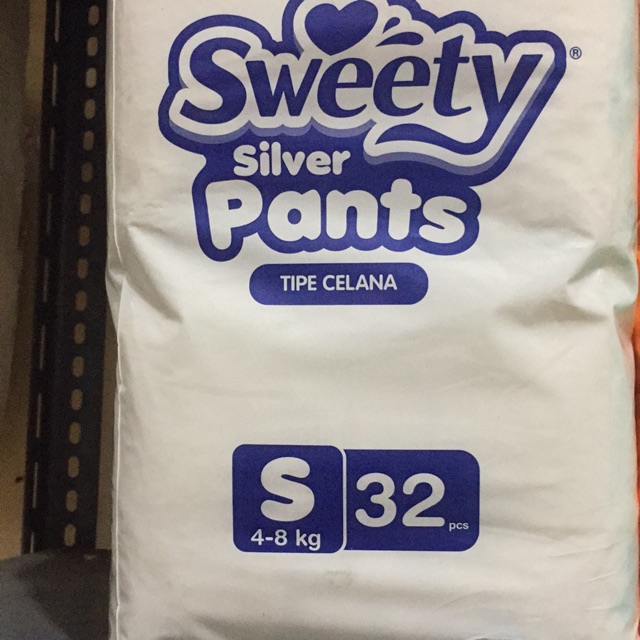 Sweety®
Silver
Pants
TIPE CELANA
S
4-8 kg
32 pcs